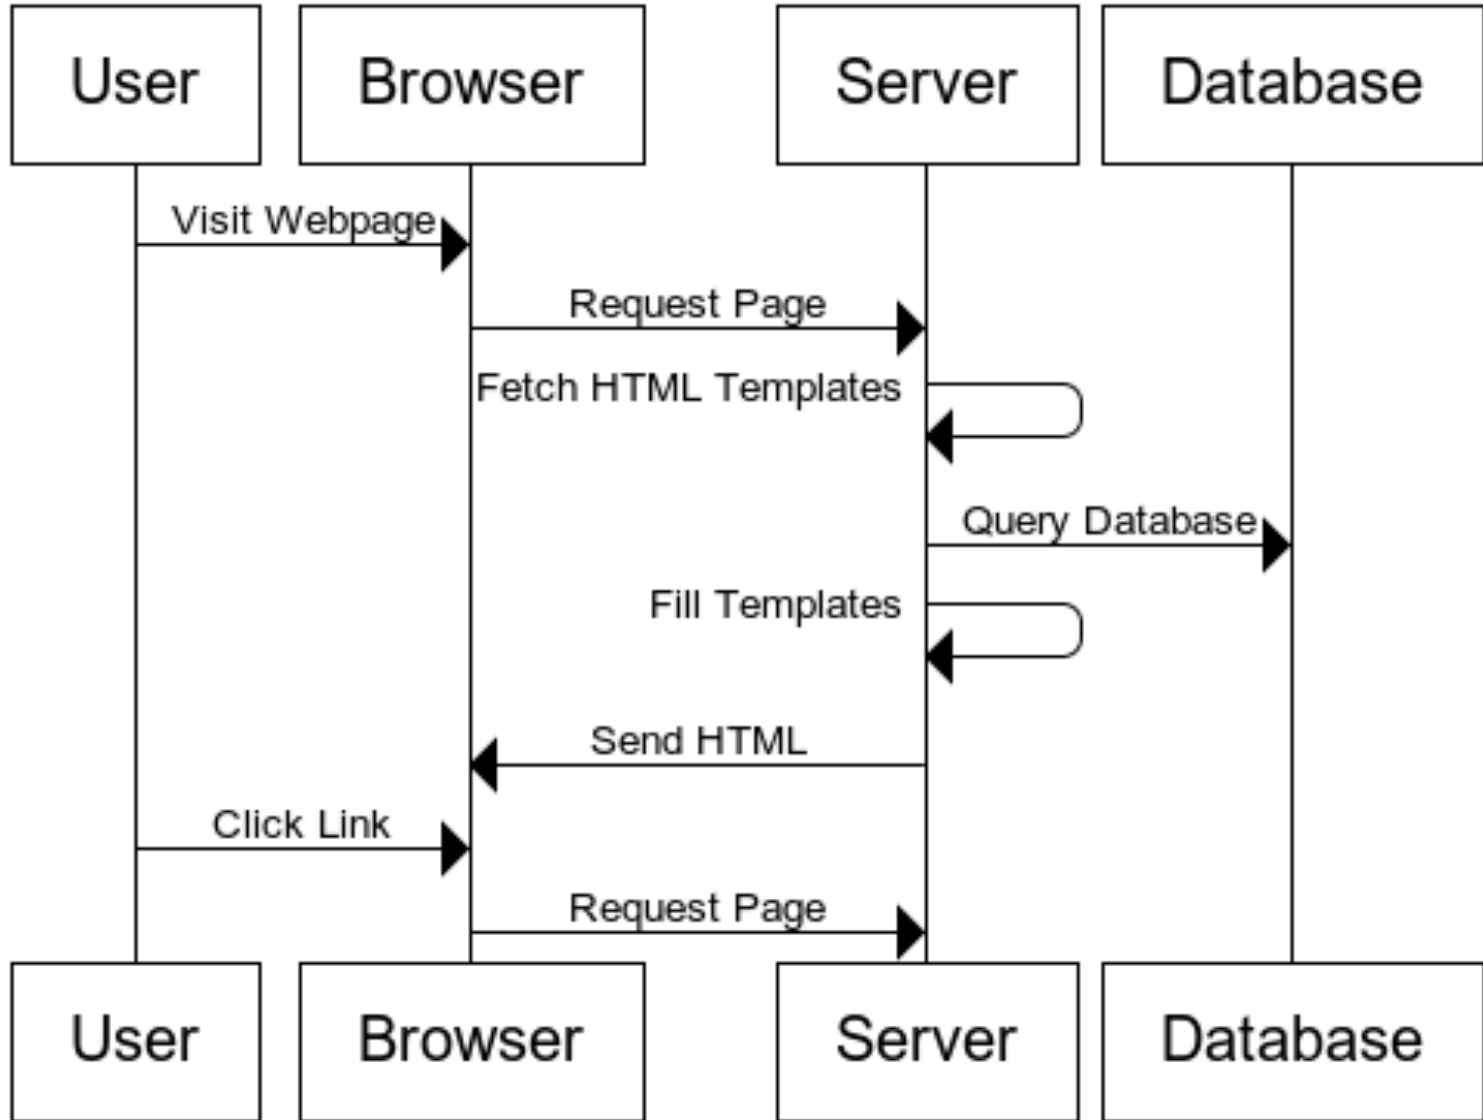 User Browser Server Database
Visit Webpage
Request Page
Fetch HTML Templates
Query Database
Fill Templates
Send HTML
Click Link
Request Page
User Browser Server Database